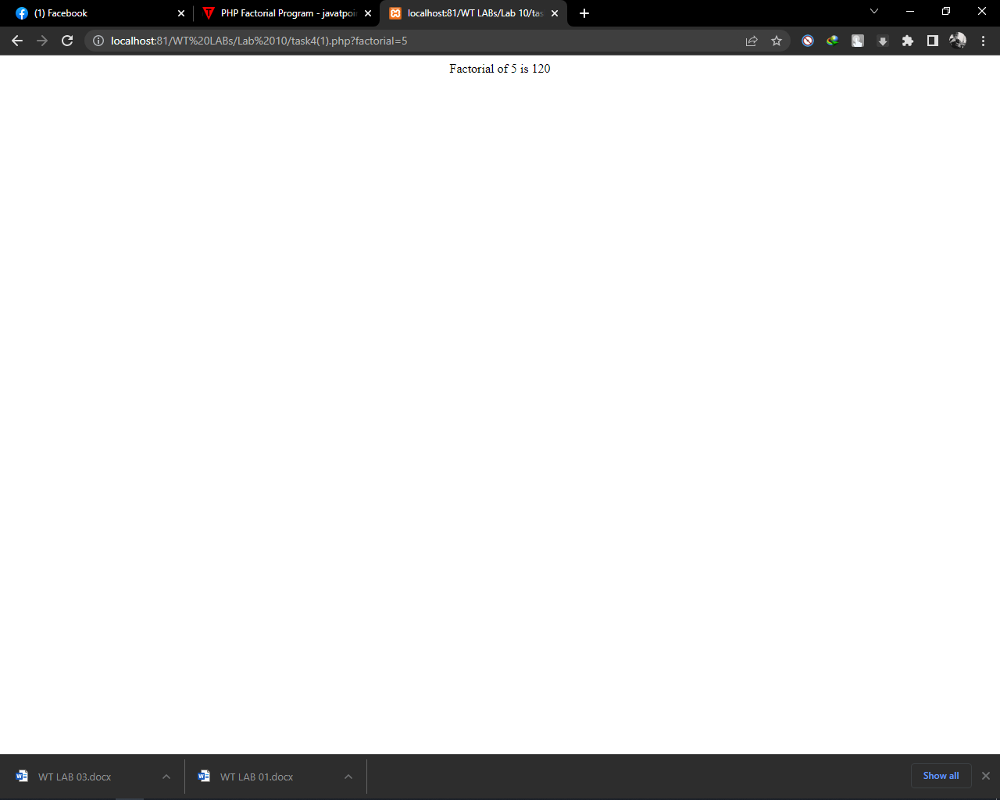 (1) Facebook
PHP Factorial Program - javatpoin
localhost:81/WT LABs/Lab 10/tas
localhost:81/WT%20LABs/Lab%2010/task4(1).php?factorial=5
Factorial of 5 is 120
WT LAB 03.docx
WT LAB 01.docx
Show all